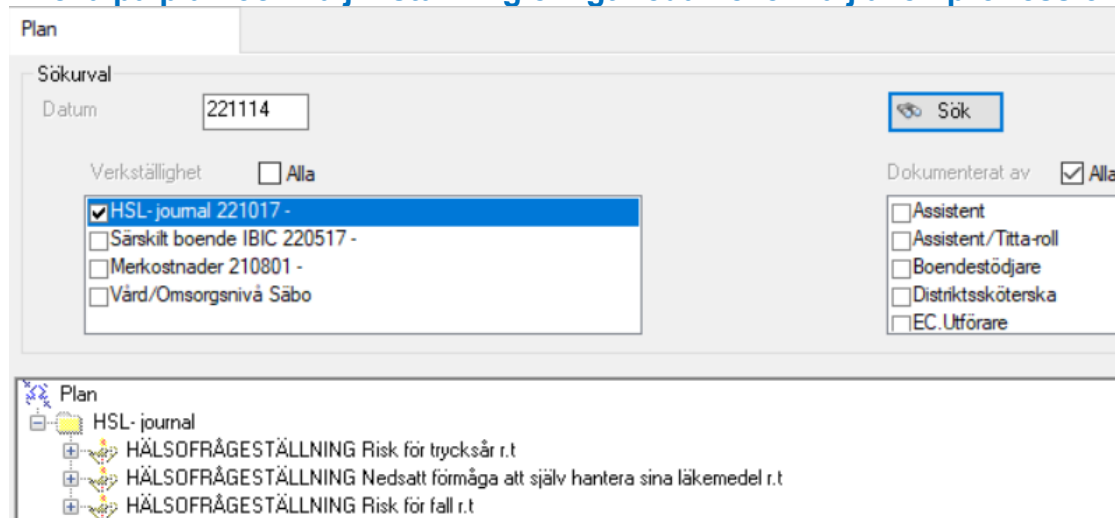 Plan
Sökurval
Datum 221114 Sök
Verkställighet Alla Dokumenterat av Alla
HSL- journal 221017 - Assistent
Särskilt boende IBIC 220517 - Assistent/Titta-roll
Merkostnader 210801 - Boendestödjare
Vård/Omsorgsnivå Säbo Distriktssköterska
EC.Utförare
Plan
HSL- journal
HÄLSOFRÅGESTÄLLNING Risk för trycksår r.t
HÄLSOFRÅGESTÄLLNING Nedsatt förmåga att själv hantera sina läkemedel r.t
HÄLSOFRÅGESTÄLLNING Risk för fall r.t